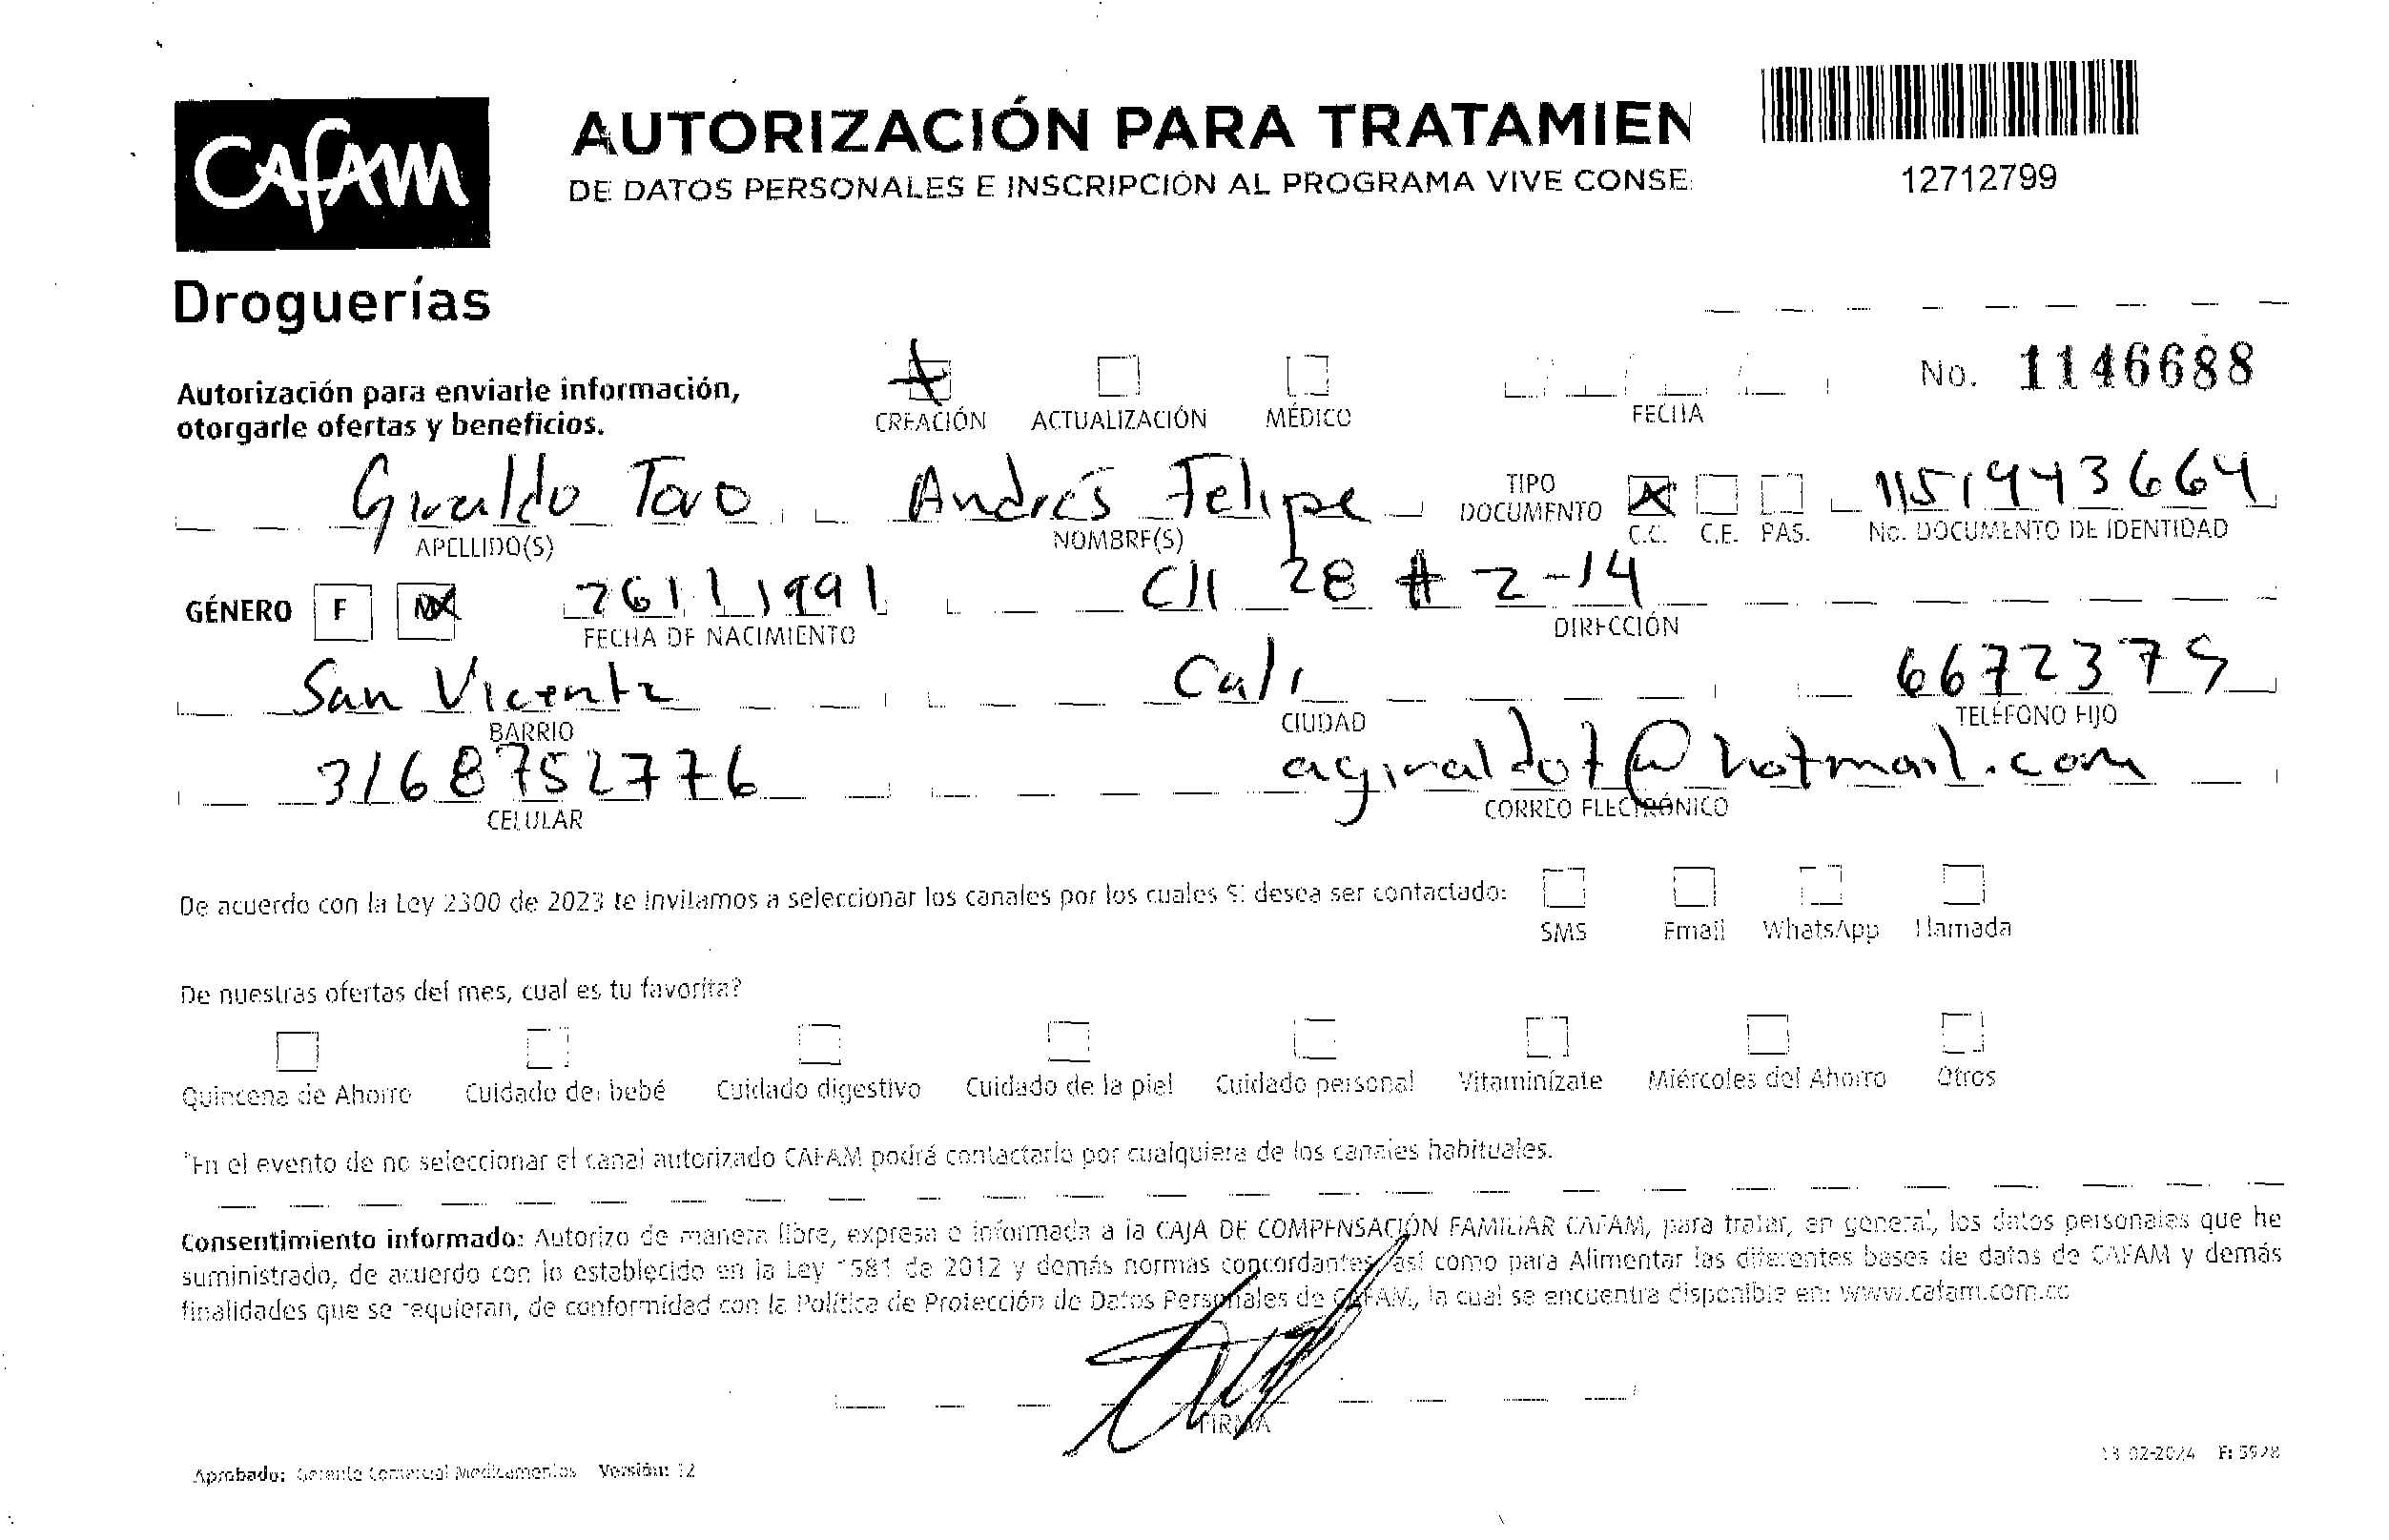 CAFAM
Droguerías
AUTORIZACIÓN PARA TRATAMIEN
DE DATOS PERSONALES E INSCRIPCIÓN AL PROGRAMA VIVE CONSE
12712799
Autorización para enviarle información,
otorgarle ofertas y beneficios.
CREACIÓN ACTUALIZACIÓN MÉDICO FECHA No. 1146688
Giraldo Toro Andrés Felipe 1151943664
APELLIDO(S) NOMBRE(S) TIPO DOCUMENTO C.C. C.E. PAS. No. DOCUMENTO DE IDENTIDAD
GÉNERO F M 26111991 Cll 28 # 2-14
FECHA DE NACIMIENTO DIRECCIÓN
San Vicente Cali 6672379
BARRIO CIUDAD TELÉFONO FIJO
3168752776 agiraldot@hotmail.com
CELULAR CORREO ELECTRÓNICO
De acuerdo con la Ley 2300 de 2023 te invitamos a seleccionar los canales por los cuales SI desea ser contactado:
SMS Email WhatsApp Llamada
De nuestras ofertas del mes, cual es tu favorita?
Quincena de Ahorro Cuidado del bebé Cuidado digestivo Cuidado de la piel Cuidado personal Vitaminízate Miércoles del Ahorro Otros
*En el evento de no seleccionar el canal autorizado CAFAM podrá contactarlo por cualquiera de los canales habituales.
Consentimiento informado: Autorizo de manera libre, expresa e informada a la CAJA DE COMPENSACIÓN FAMILIAR CAFAM, para tratar, en general, los datos personales que he
suministrado, de acuerdo con lo establecido en la Ley 1581 de 2012 y demás normas concordantes, así como para Alimentar las diferentes bases de datos de CAFAM y demás
finalidades que se requieran, de conformidad con la Política de Protección de Datos Personales de CAFAM, la cual se encuentra disponible en: www.cafam.com.co
FIRMA
Aprobado: Gerente Comercial Medicamentos Versión: 12
13-02-2024 F: 5928